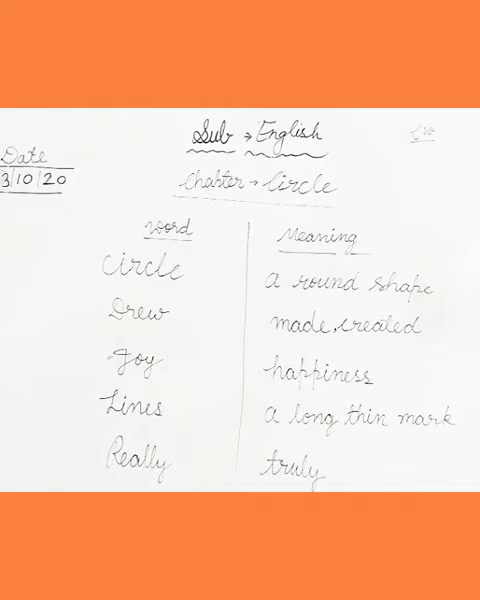 Sub → English
CW
Date
3/10/20
Chapter → Circle
Word Meaning
Circle a round shape
Drew made, created
Joy happiness
Lines a long thin mark
Really truly